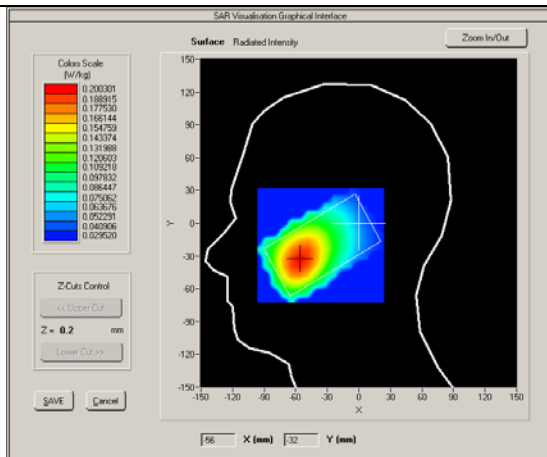 SAR Visualisation Graphical Interface
Surface Radiated Intensity
Zoom In/Out
Colors Scale
(W/kg)
0.200301
0.188915
0.177530
0.166144
0.154759
0.143374
0.131988
0.120603
0.109218
0.097832
0.086447
0.075062
0.063676
0.052291
0.040906
0.029520
Z-Cuts Control
<< Upper Cut
Z = 0.2 mm
Lower Cut >>
SAVE Cancel
150
120
90
60
30
0
-30
-60
-90
-120
-150
Y
-150 -120 -90 -60 -30 0 30 60 90 120 150
X
-56 X (mm) -32 Y (mm)